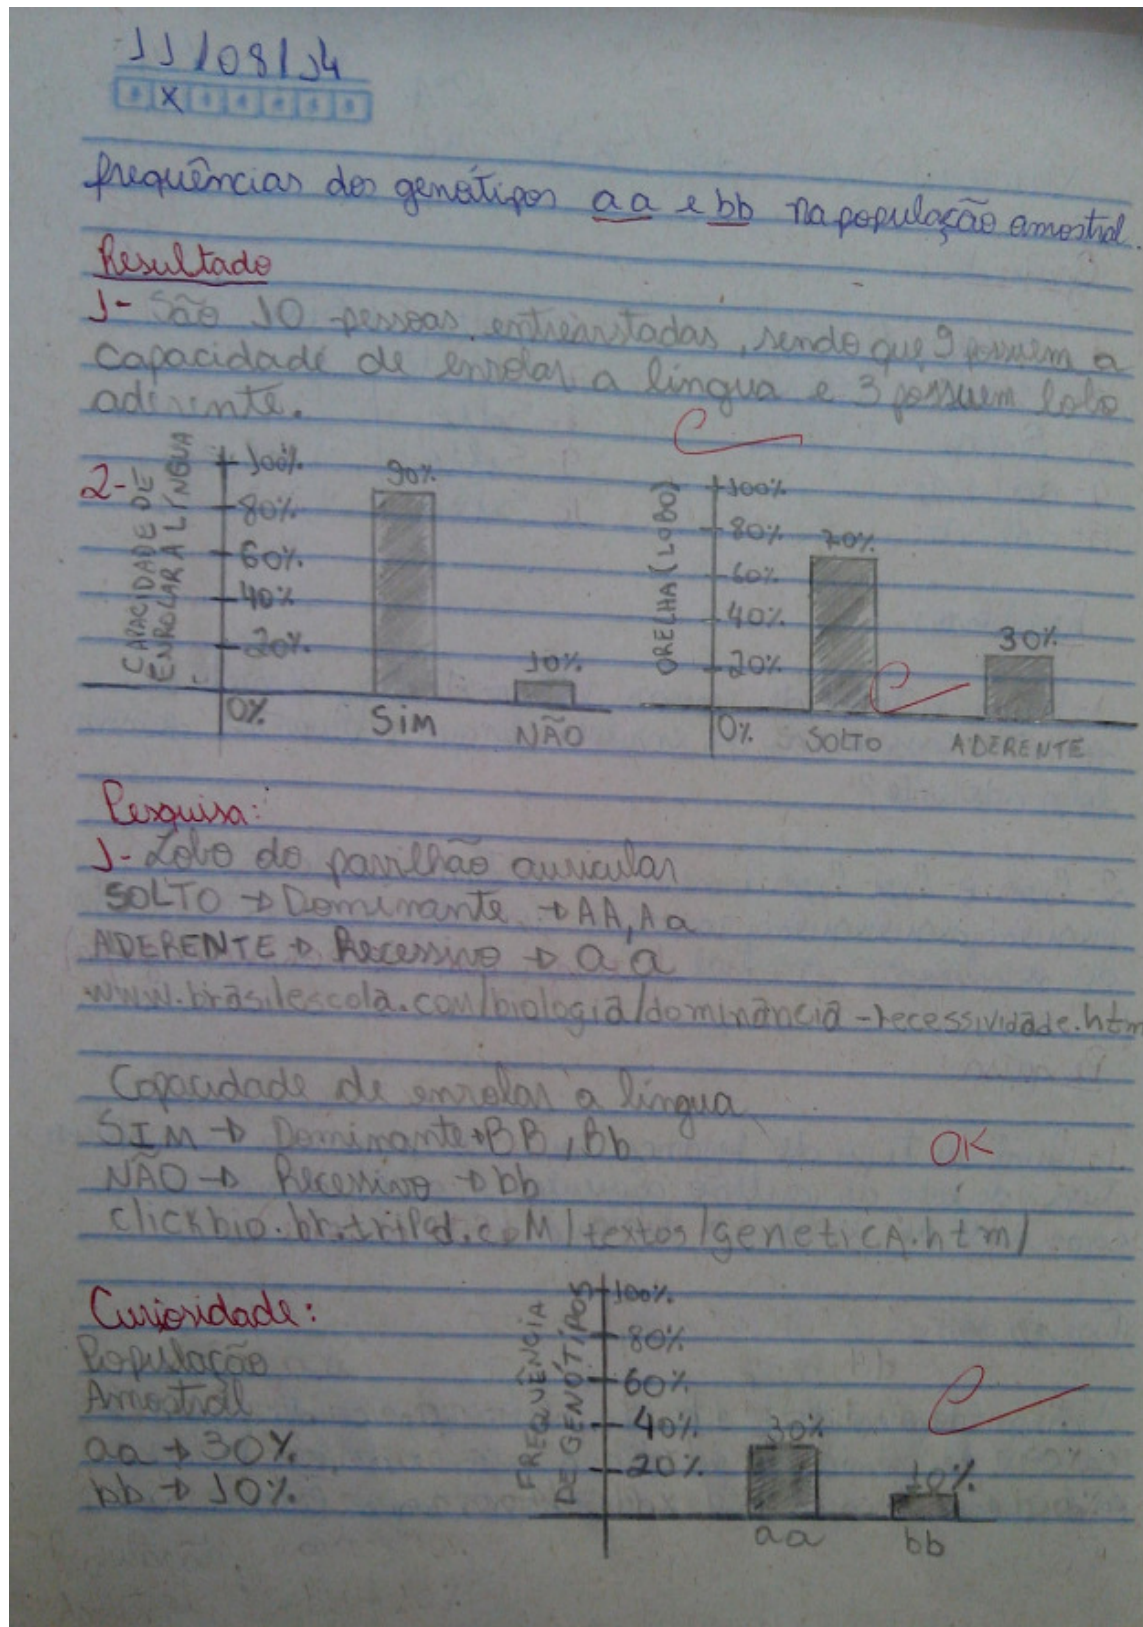 11/08/14
X
frequências dos genótipos aa e bb na população amostral.
Resultado
1- São 10 pessoas entrevistadas, sendo que 9 possuem a
capacidade de enrolar a língua e 3 possuem lobo
aderente.
C
2-
CAPACIDADE DE
ENROLAR A LÍNGUA
100%
80%
60%
40%
20%
0%
90%
10%
SIM
NÃO
ORELHA (LOBO)
100%
80%
60%
40%
20%
0%
70%
30%
C
SOLTO
ADERENTE
Pesquisa:
1- Lobo do pavilhão auricular
SOLTO → Dominante → AA, Aa
ADERENTE → Recessivo → aa
www.brasilescola.com/biologia/dominancia-recessividade.htm
Capacidade de enrolar a língua
SIM → Dominante → BB, Bb
OK
NÃO → Recessivo → bb
clickbio.br.tripod.coM/textos/geneticA.html
Curiosidade:
População
Amostral
aa → 30%
bb → 10%
FREQUÊNCIA
DE GENÓTÍPOS
100%
80%
60%
40%
20%
30%
10%
C
aa
bb